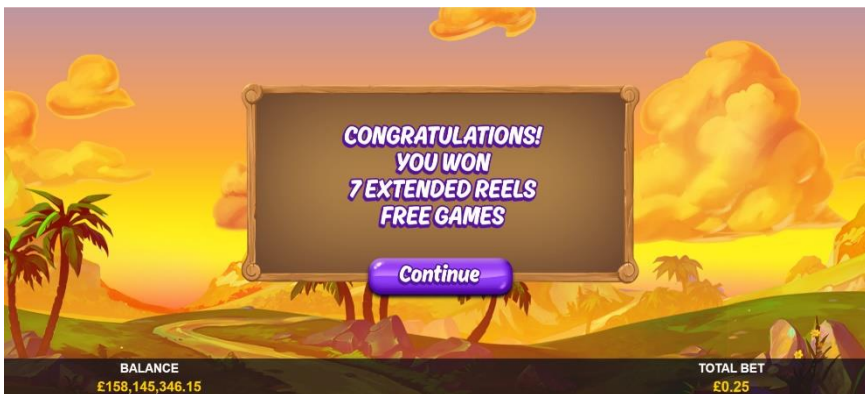 CONGRATULATIONS!
YOU WON
7 EXTENDED REELS
FREE GAMES
Continue
BALANCE
£158,145,346.15
TOTAL BET
£0.25